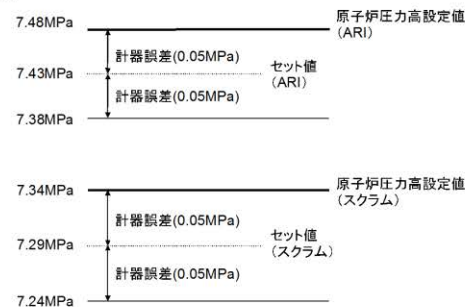 7.48MPa
原子炉圧力高設定値
(ARI)
計器誤差(0.05MPa)
7.43MPa
セット値
(ARI)
計器誤差(0.05MPa)
7.38MPa
7.34MPa
原子炉圧力高設定値
(スクラム)
計器誤差(0.05MPa)
7.29MPa
セット値
(スクラム)
計器誤差(0.05MPa)
7.24MPa